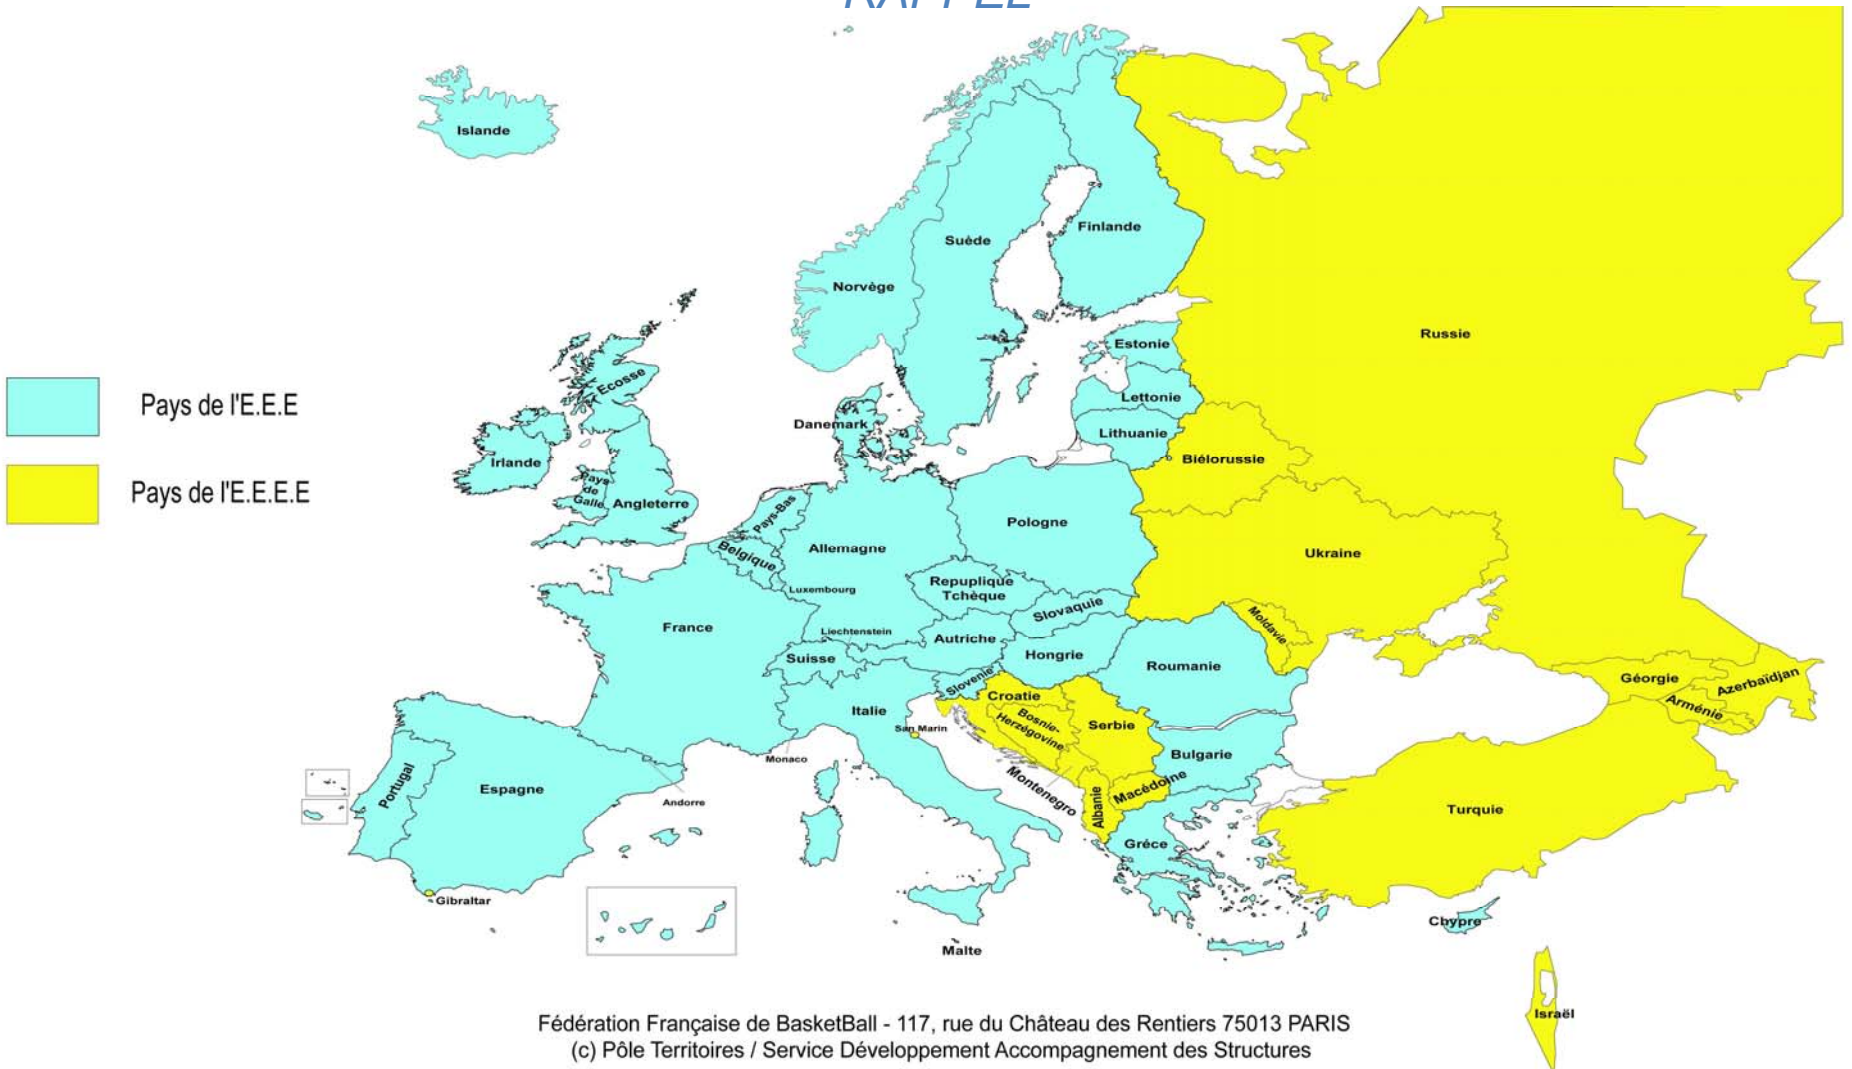 RAPPEL
Islande
Finlande
Suède
Norvège
Russie
Estonie
Ecosse
Lettonie
Pays de l'E.E.E
Danemark
Lithuanie
Biélorussie
Irlande
Pays de l'E.E.E.E
Pays
de
Galle
Angleterre
Pays-Bas
Pologne
Allemagne
Ukraine
Belgique
Repuplique
Tchèque
Luxembourg
Slovaquie
France
Moldavie
Liechtenstein
Autriche
Suisse
Hongrie
Roumanie
Slovenie
Géorgie
Azerbaïdjan
Croatie
Arménie
Italie
Bosnie-
Herzégovine
Serbie
San Marin
Bulgarie
Monaco
Portugal
Espagne
Montenegro
Macédoine
Albanie
Andorre
Turquie
Gréce
Gibraltar
Chypre
Malte
Israël
Fédération Française de BasketBall - 117, rue du Château des Rentiers 75013 PARIS
(c) Pôle Territoires / Service Développement Accompagnement des Structures